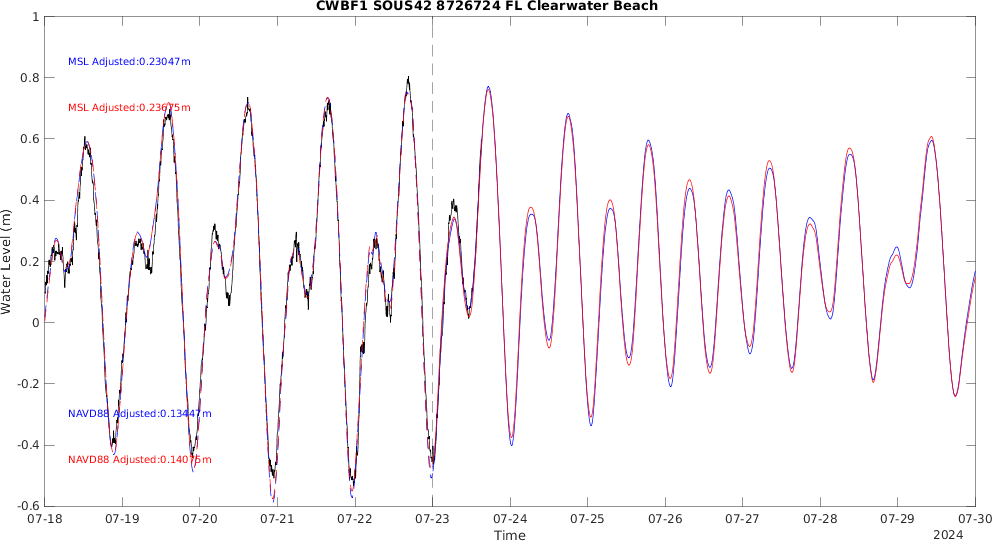 CWBF1 SOUS42 8726724 FL Clearwater Beach
1
0.8
0.6
0.4
0.2
0
-0.2
-0.4
-0.6
Water Level (m)
MSL Adjusted:0.23047m
MSL Adjusted:0.23675m
NAVD88 Adjusted:0.13447m
NAVD88 Adjusted:0.14075m
07-18 07-19 07-20 07-21 07-22 07-23 07-24 07-25 07-26 07-27 07-28 07-29 07-30
Time
2024